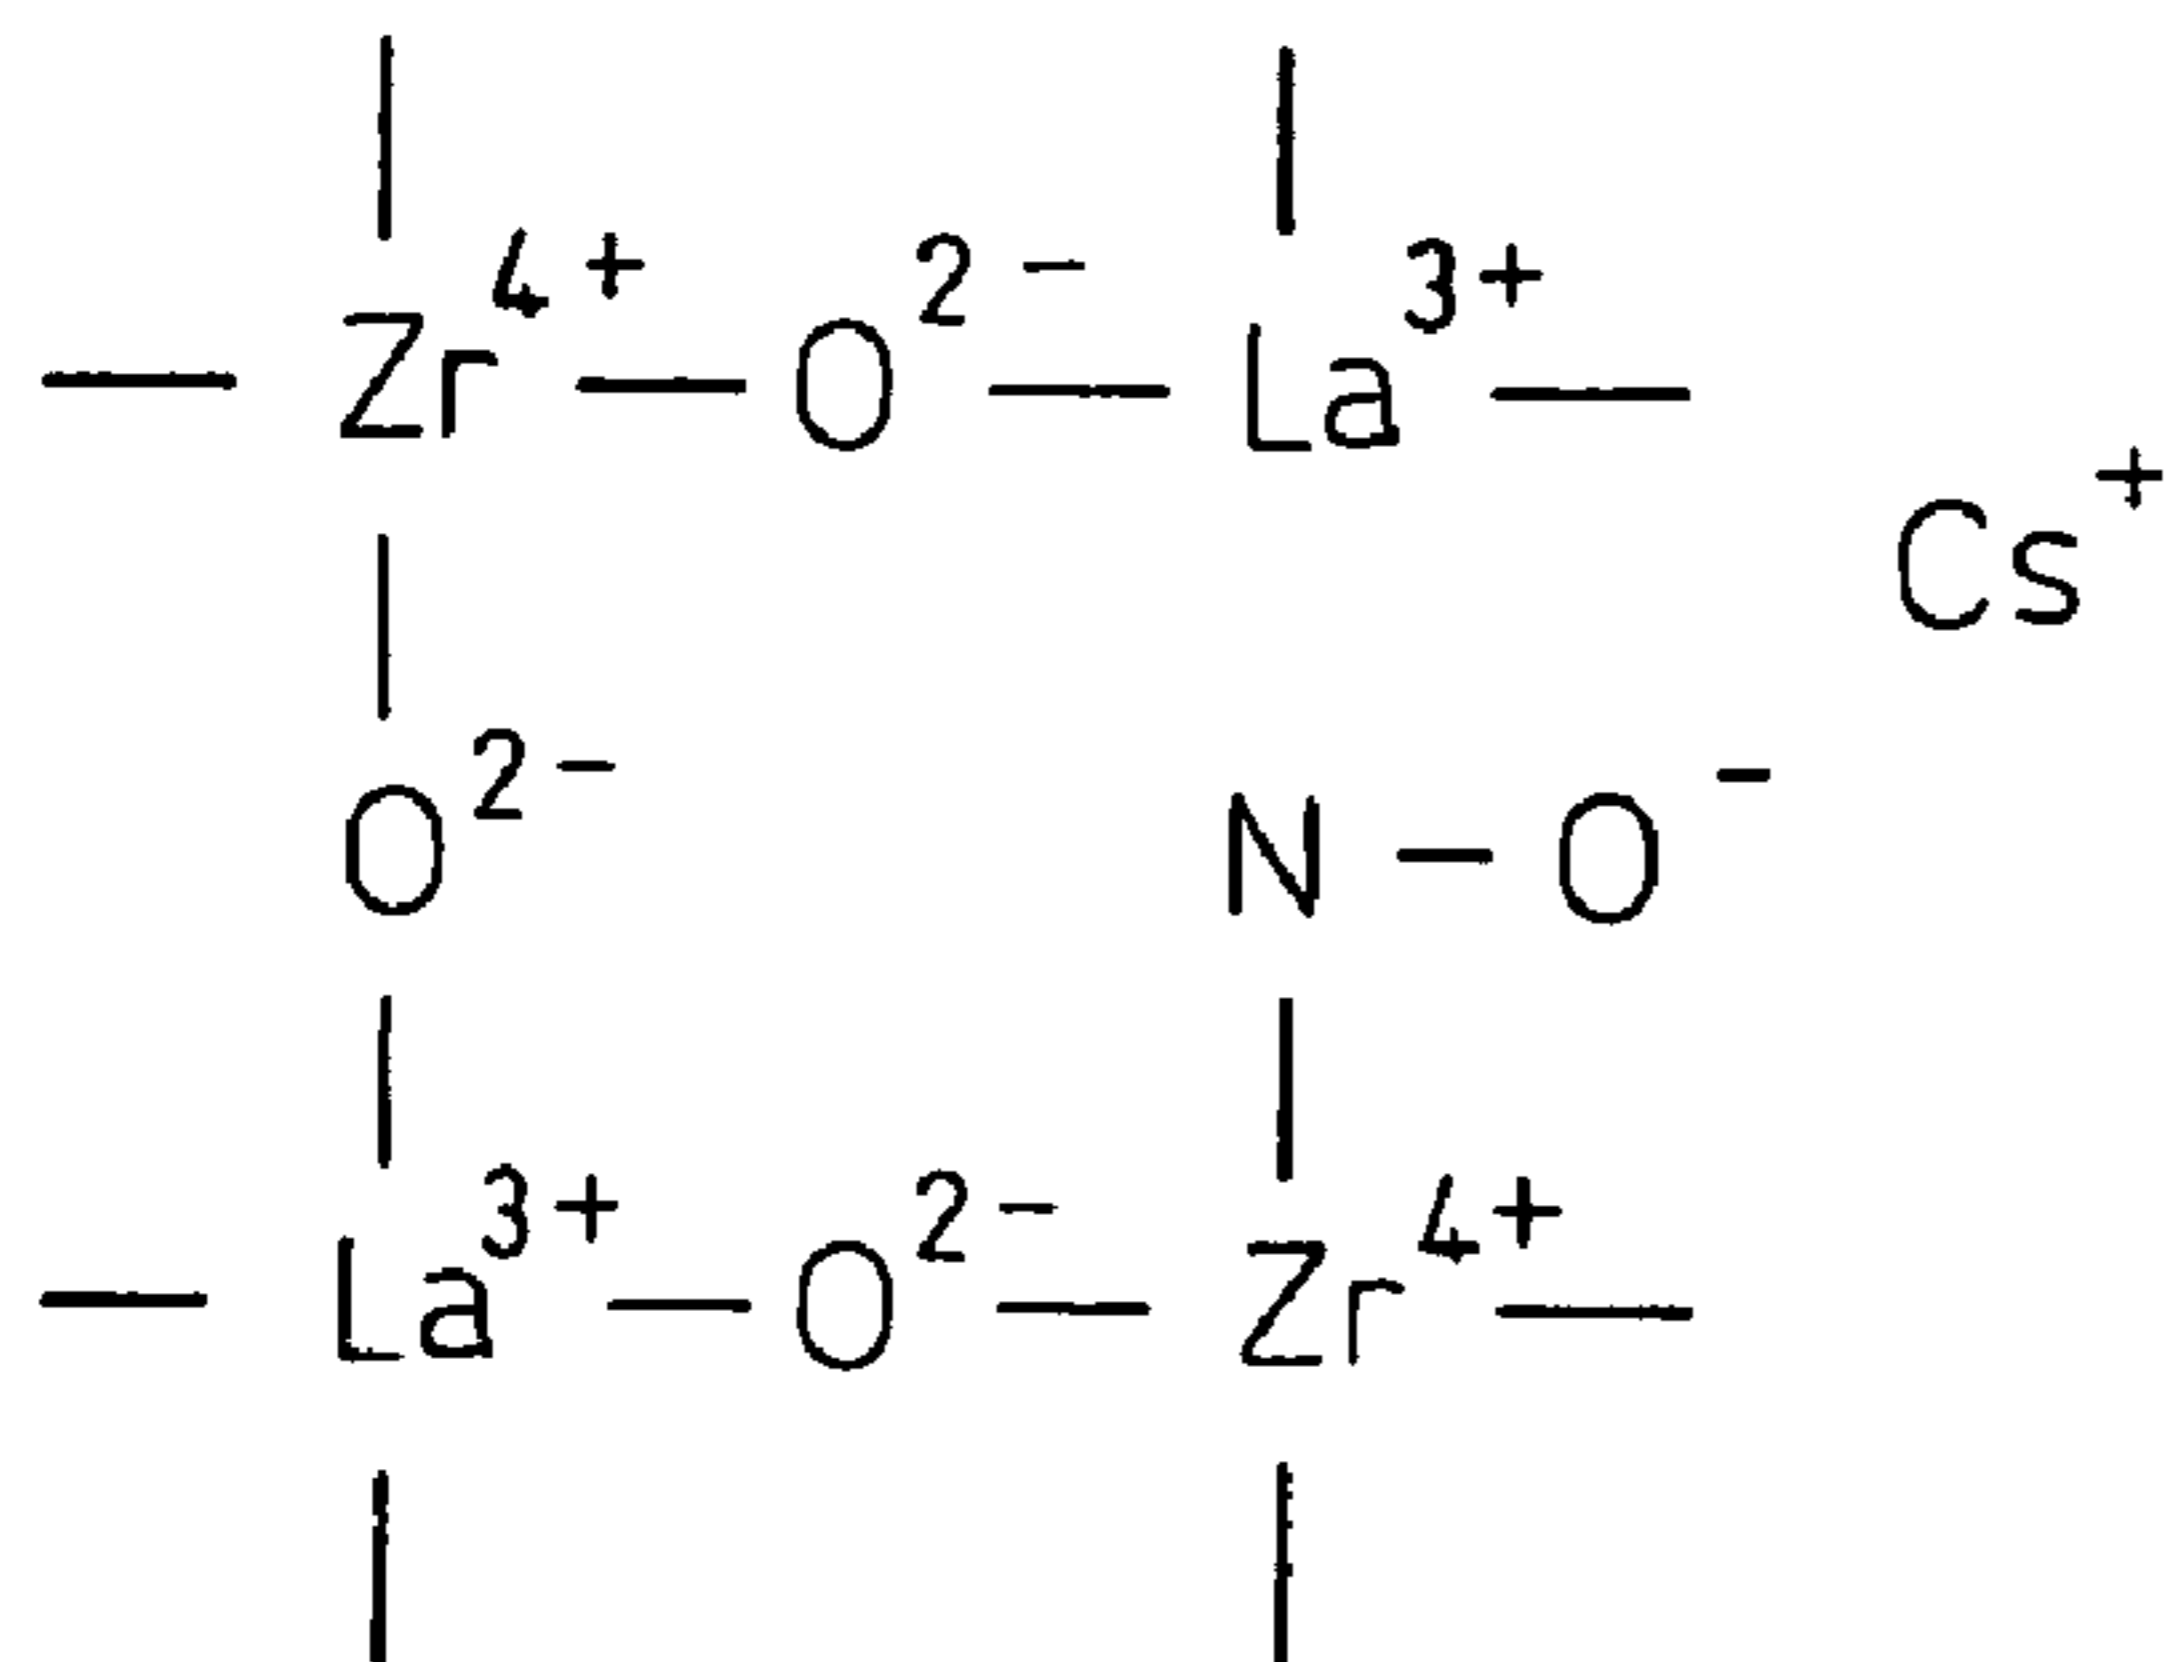 Zr⁴⁺ — O²⁻ — La³⁺
Cs⁺
O²⁻ N — O⁻
La³⁺ — O²⁻ — Zr⁴⁺